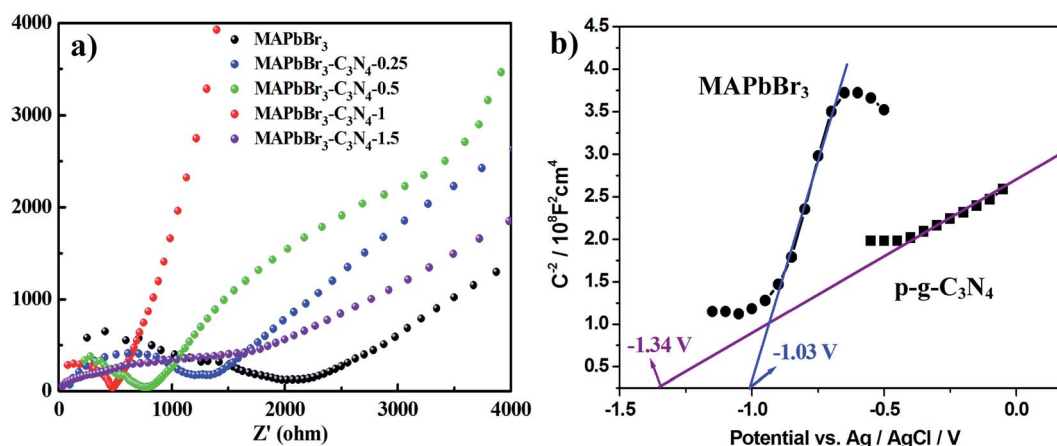 a)
4000
3000
2000
1000
0
0
1000
2000
3000
4000
Z' (ohm)
MAPbBr3
MAPbBr3-C3N4-0.25
MAPbBr3-C3N4-0.5
MAPbBr3-C3N4-1
MAPbBr3-C3N4-1.5
b)
C-2 / 108F2cm4
4.5
4.0
3.5
3.0
2.5
2.0
1.5
1.0
0.5
MAPbBr3
p-g-C3N4
-1.34 V
-1.03 V
-1.5
-1.0
-0.5
0.0
Potential vs. Ag / AgCl / V